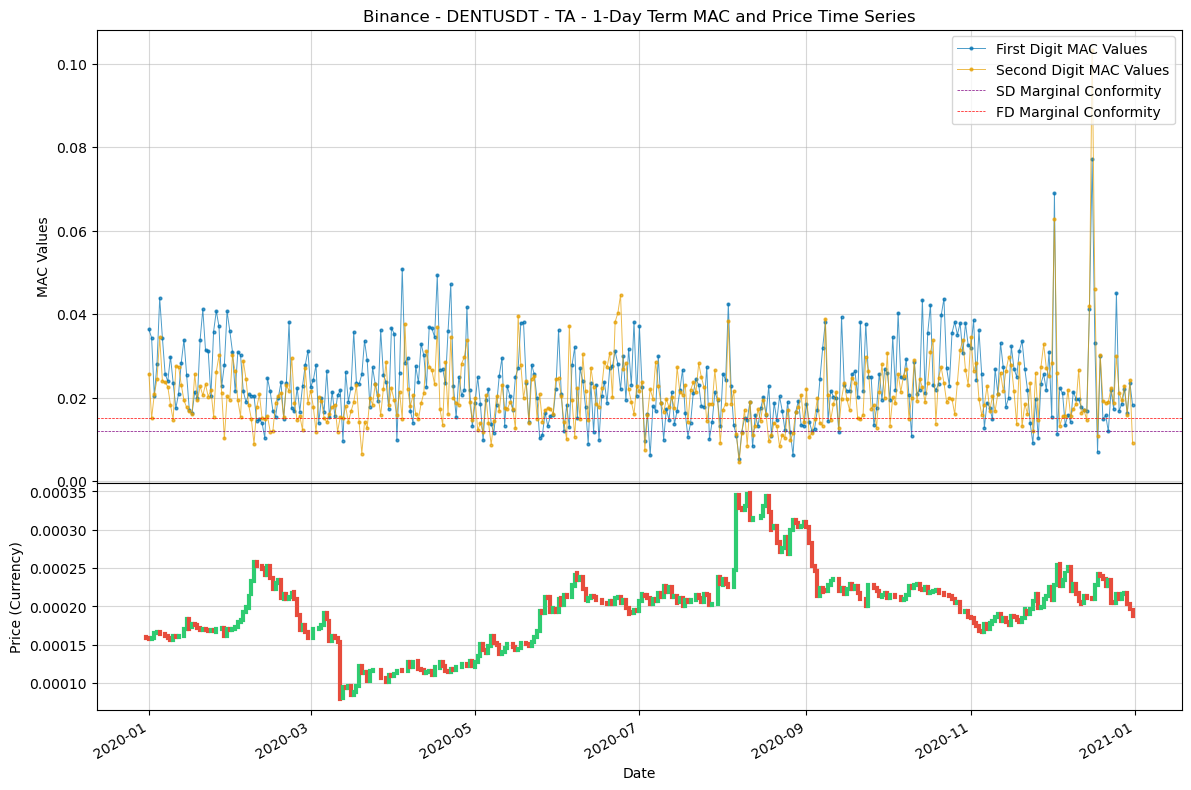 Binance - DENTUSDT - TA - 1-Day Term MAC and Price Time Series
First Digit MAC Values
Second Digit MAC Values
SD Marginal Conformity
FD Marginal Conformity
MAC Values
0.10
0.08
0.06
0.04
0.02
0.00
Price (Currency)
0.00035
0.00030
0.00025
0.00020
0.00015
0.00010
2020-01
2020-03
2020-05
2020-07
2020-09
2020-11
2021-01
Date